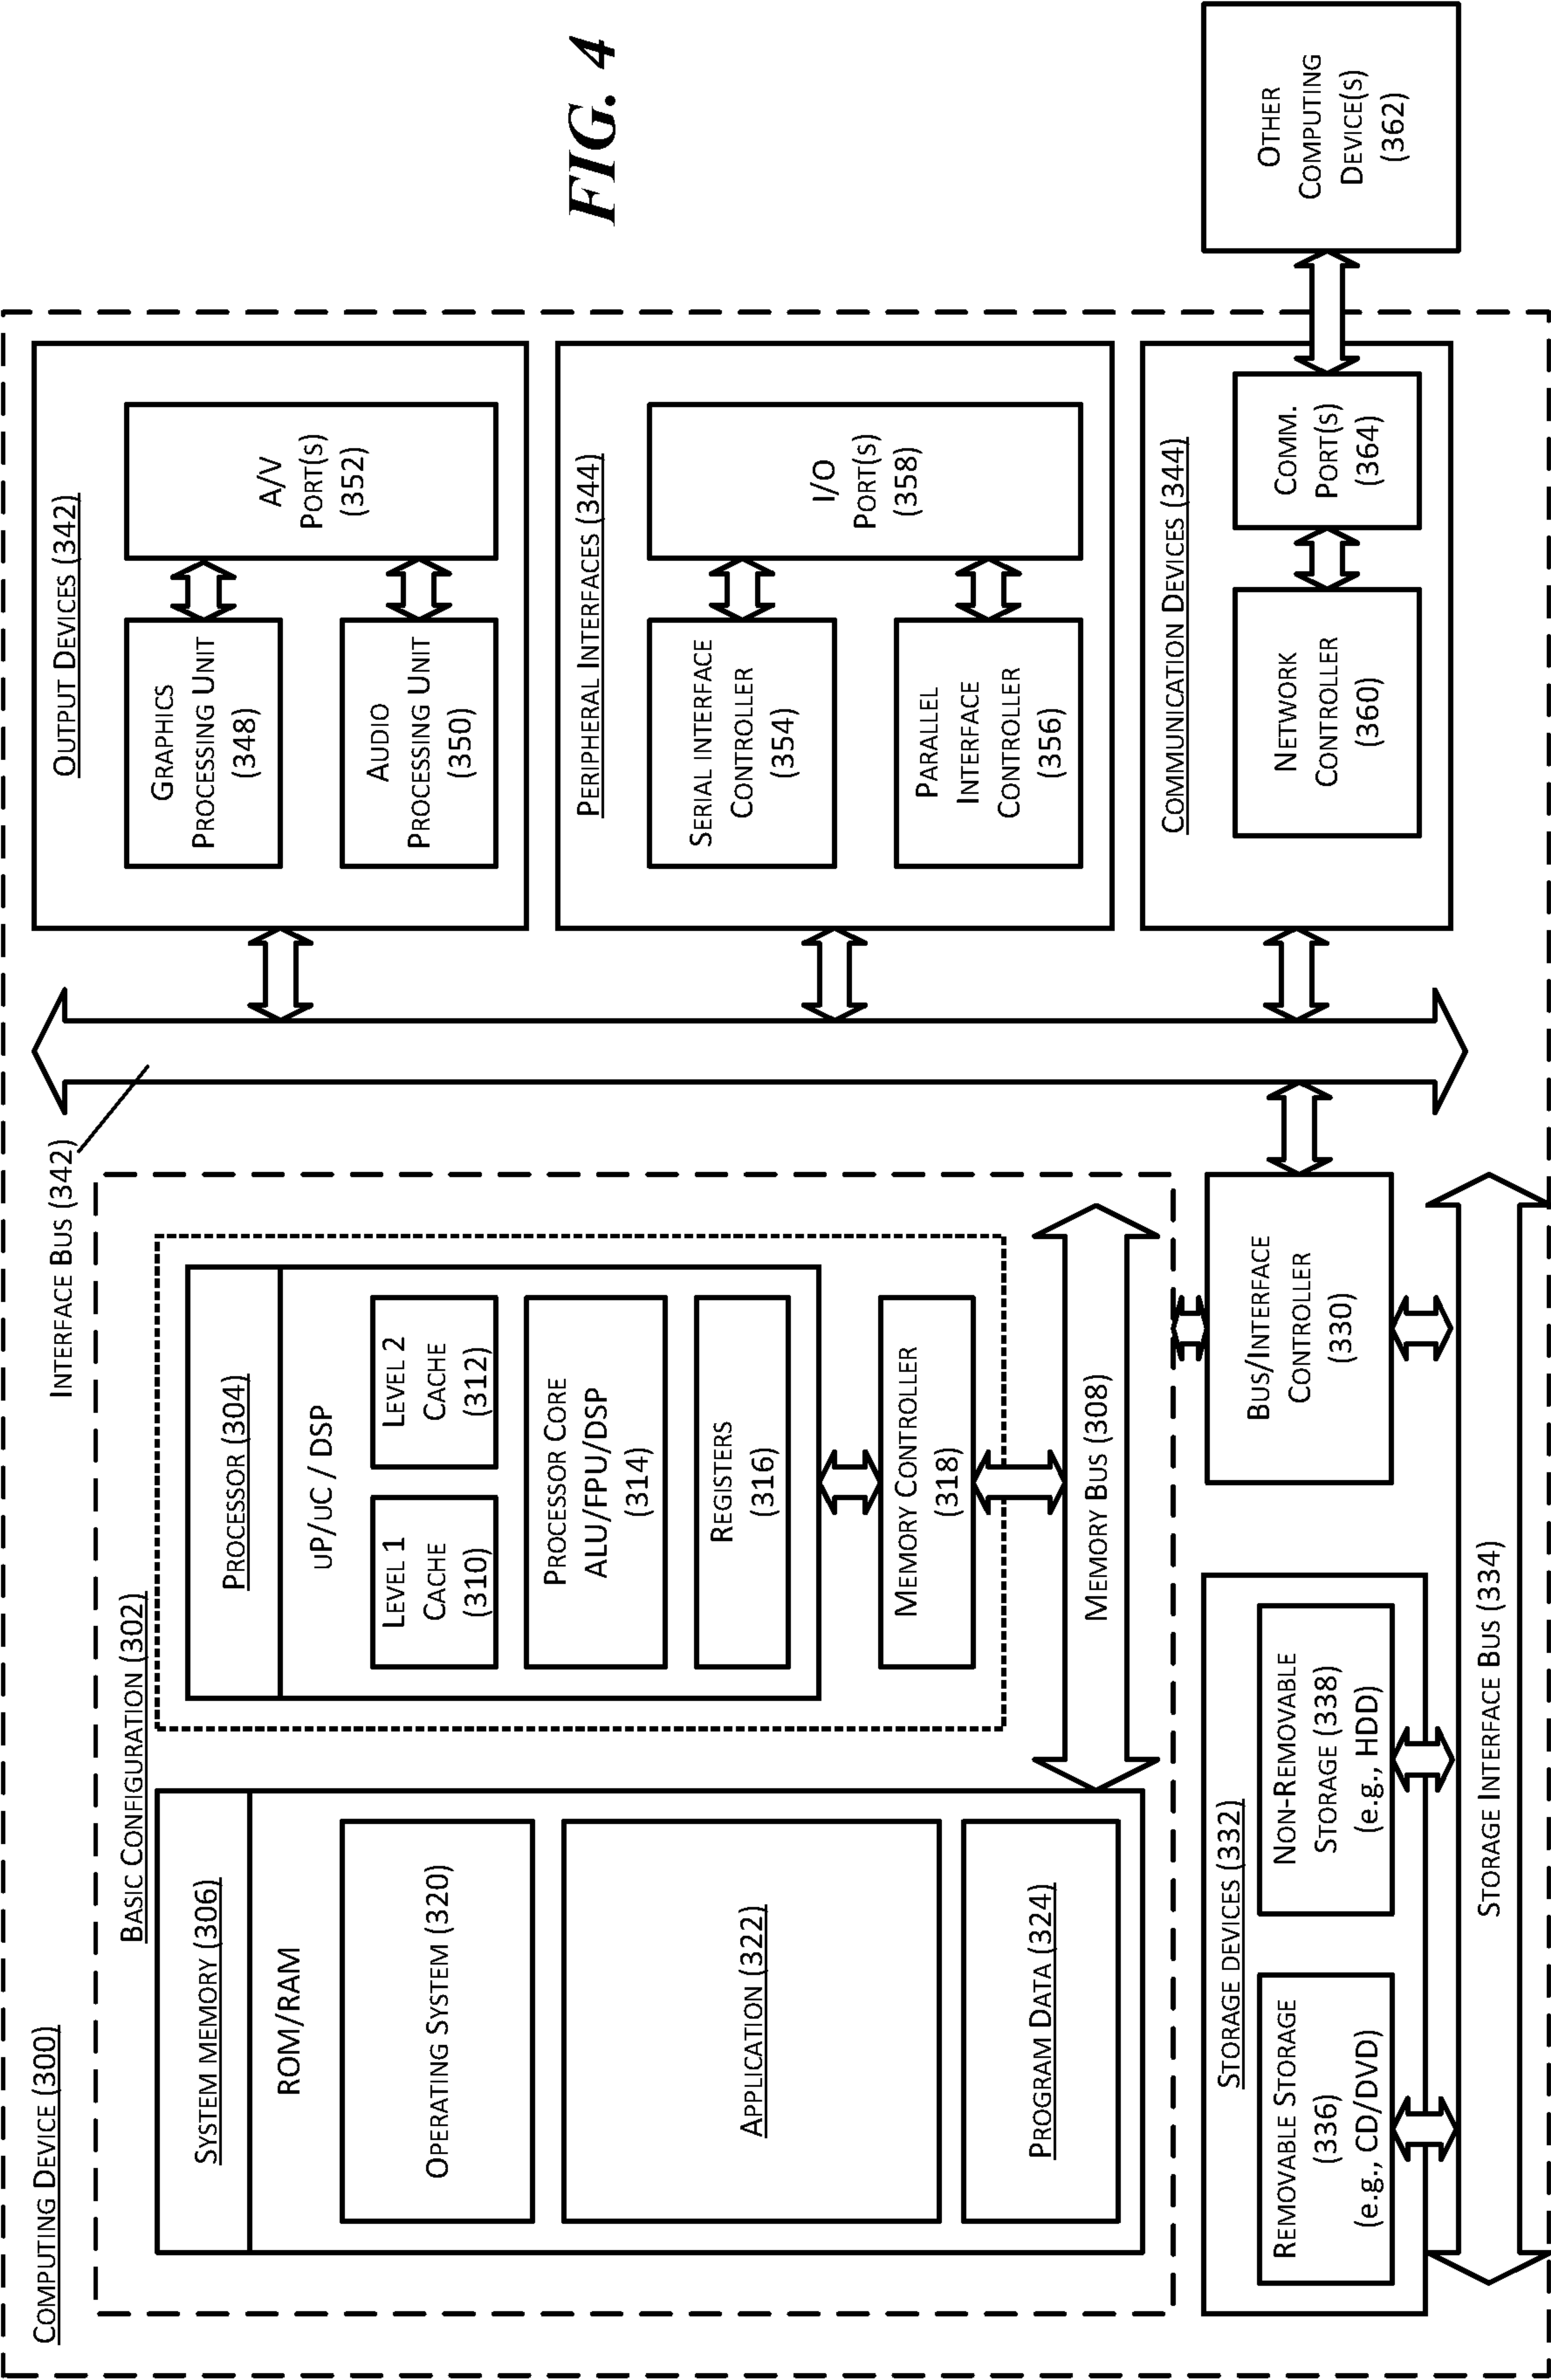 COMPUTING DEVICE (300)
BASIC CONFIGURATION (302)
SYSTEM MEMORY (306)
ROM/RAM
OPERATING SYSTEM (320)
APPLICATION (322)
PROGRAM DATA (324)
PROCESSOR (304)
UP/UC / DSP
LEVEL 1
CACHE
(310)
LEVEL 2
CACHE
(312)
PROCESSOR CORE
ALU/FPU/DSP
(314)
REGISTERS
(316)
MEMORY CONTROLLER
(318)
MEMORY BUS (308)
INTERFACE BUS (342)
BUS/INTERFACE
CONTROLLER
(330)
STORAGE DEVICES (332)
REMOVABLE STORAGE
(336)
(e.g., CD/DVD)
NON-REMOVABLE
STORAGE (338)
(e.g., HDD)
STORAGE INTERFACE BUS (334)
OUTPUT DEVICES (342)
GRAPHICS
PROCESSING UNIT
(348)
AUDIO
PROCESSING UNIT
(350)
A/V
PORT(S)
(352)
PERIPHERAL INTERFACES (344)
SERIAL INTERFACE
CONTROLLER
(354)
PARALLEL
INTERFACE
CONTROLLER
(356)
I/O
PORT(S)
(358)
COMMUNICATION DEVICES (344)
NETWORK
CONTROLLER
(360)
COMM.
PORT(S)
(364)
OTHER
COMPUTING
DEVICE(S)
(362)
FIG. 4